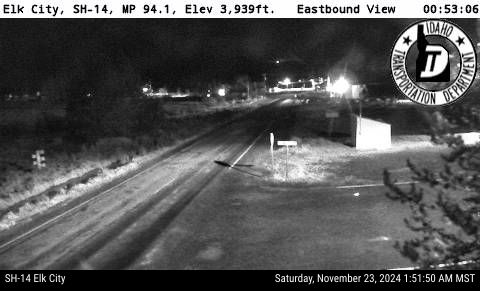 Elk City, SH-14, MP 94.1, Elev 3,939ft. Eastbound View 00:53:06
IDAHO
TRANSPORTATION DEPARTMENT
SH-14 Elk City Saturday, November 23, 2024 1:51:50 AM MST